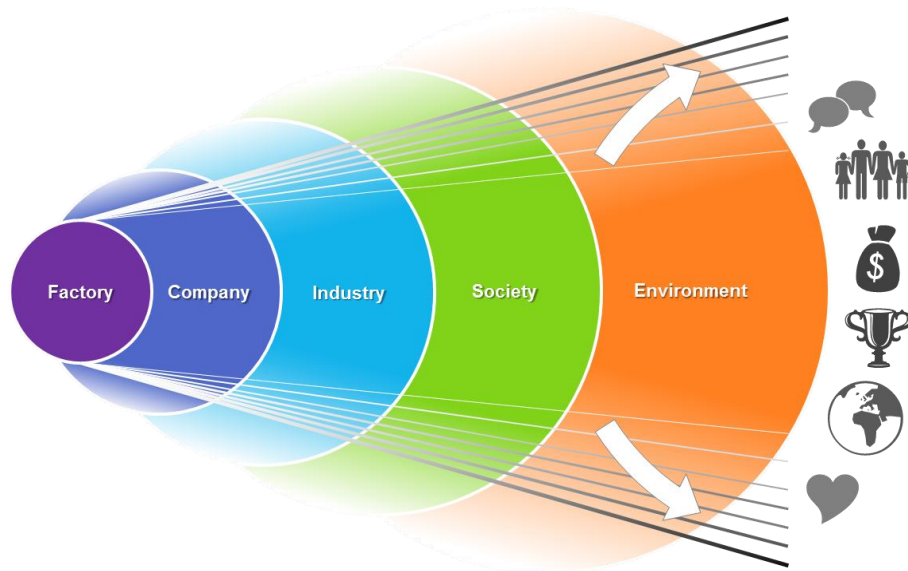 Factory
Company
Industry
Society
Environment
$